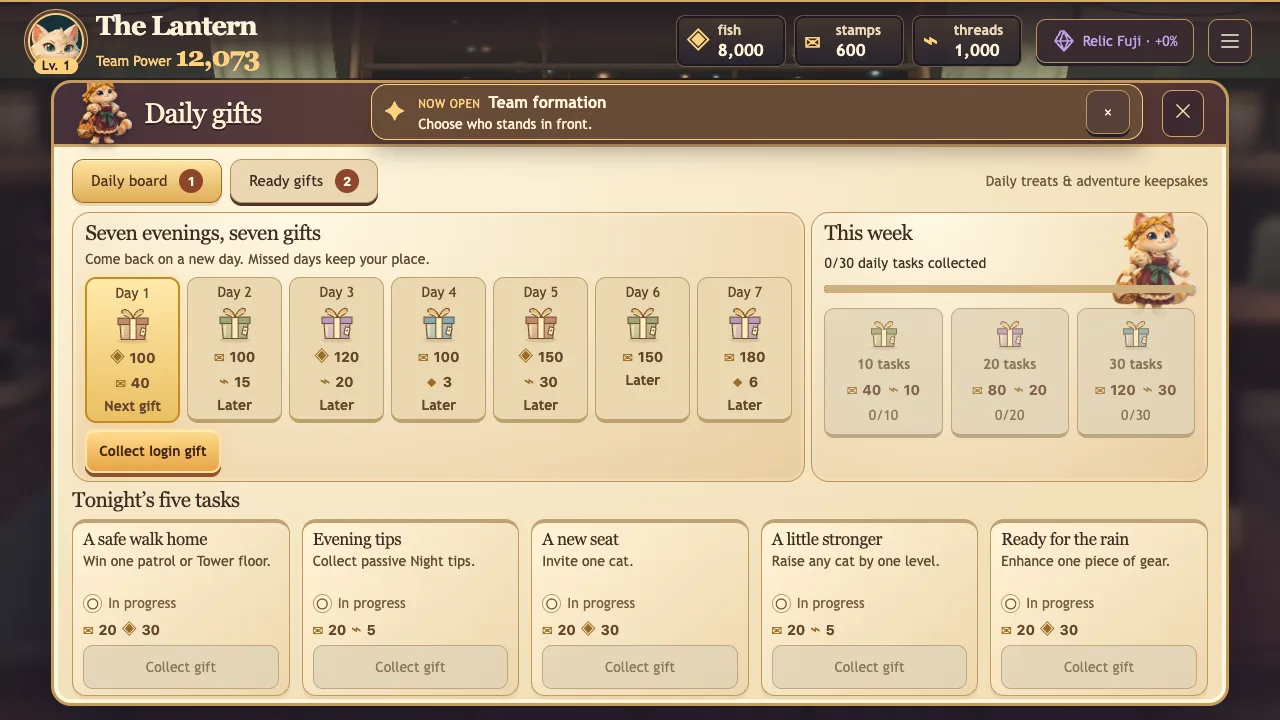 The Lantern
Lv. 1
Team Power 12,073
fish
8,000
stamps
600
threads
1,000
Relic Fuji · +0%
Daily gifts
NOW OPEN Team formation
Choose who stands in front.
×
Daily board 1
Ready gifts 2
Daily treats & adventure keepsakes
Seven evenings, seven gifts
Come back on a new day. Missed days keep your place.
Day 1
100
40
Next gift
Day 2
100
15
Later
Day 3
120
20
Later
Day 4
100
3
Later
Day 5
150
30
Later
Day 6
150
Later
Day 7
180
6
Later
Collect login gift
This week
0/30 daily tasks collected
10 tasks
40 10
0/10
20 tasks
80 20
0/20
30 tasks
120 30
0/30
Tonight's five tasks
A safe walk home
Win one patrol or Tower floor.
In progress
20 30
Collect gift
Evening tips
Collect passive Night tips.
In progress
20 5
Collect gift
A new seat
Invite one cat.
In progress
20 30
Collect gift
A little stronger
Raise any cat by one level.
In progress
20 5
Collect gift
Ready for the rain
Enhance one piece of gear.
In progress
20 30
Collect gift